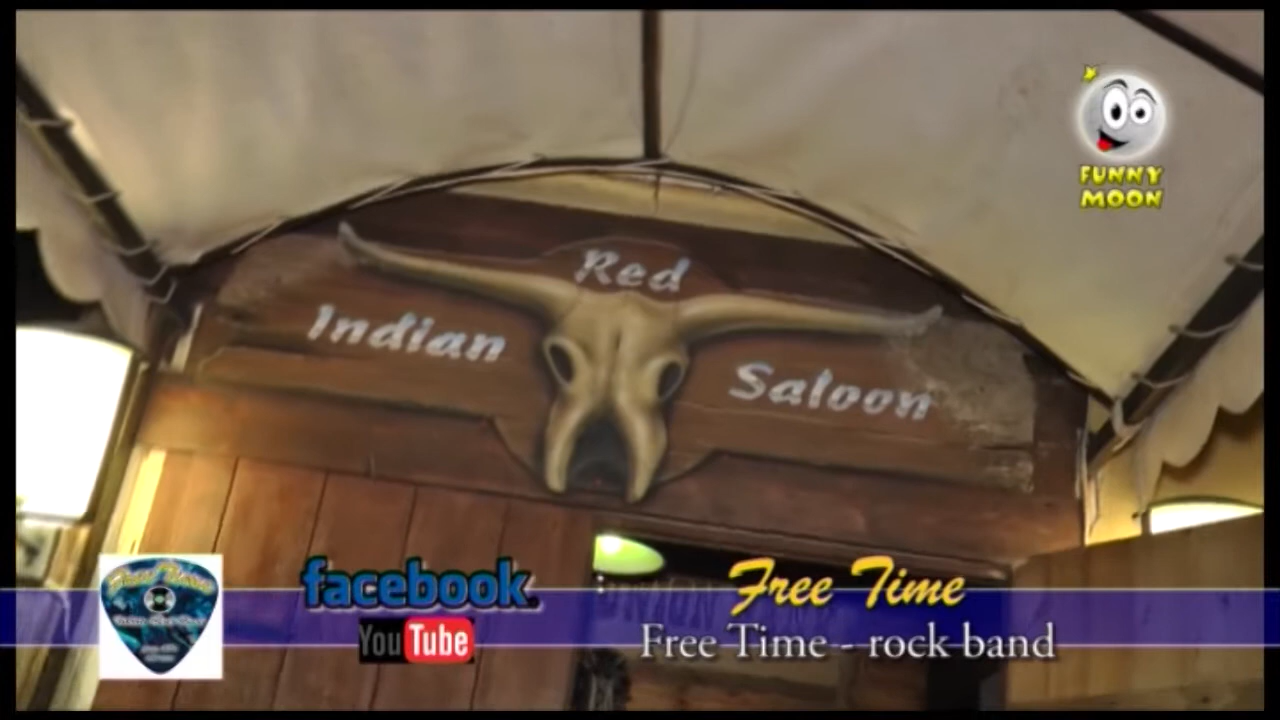 FUNNY
MOON
Red
Indian
Saloon
facebook.
YouTube
Free Time
Free Time - rock band